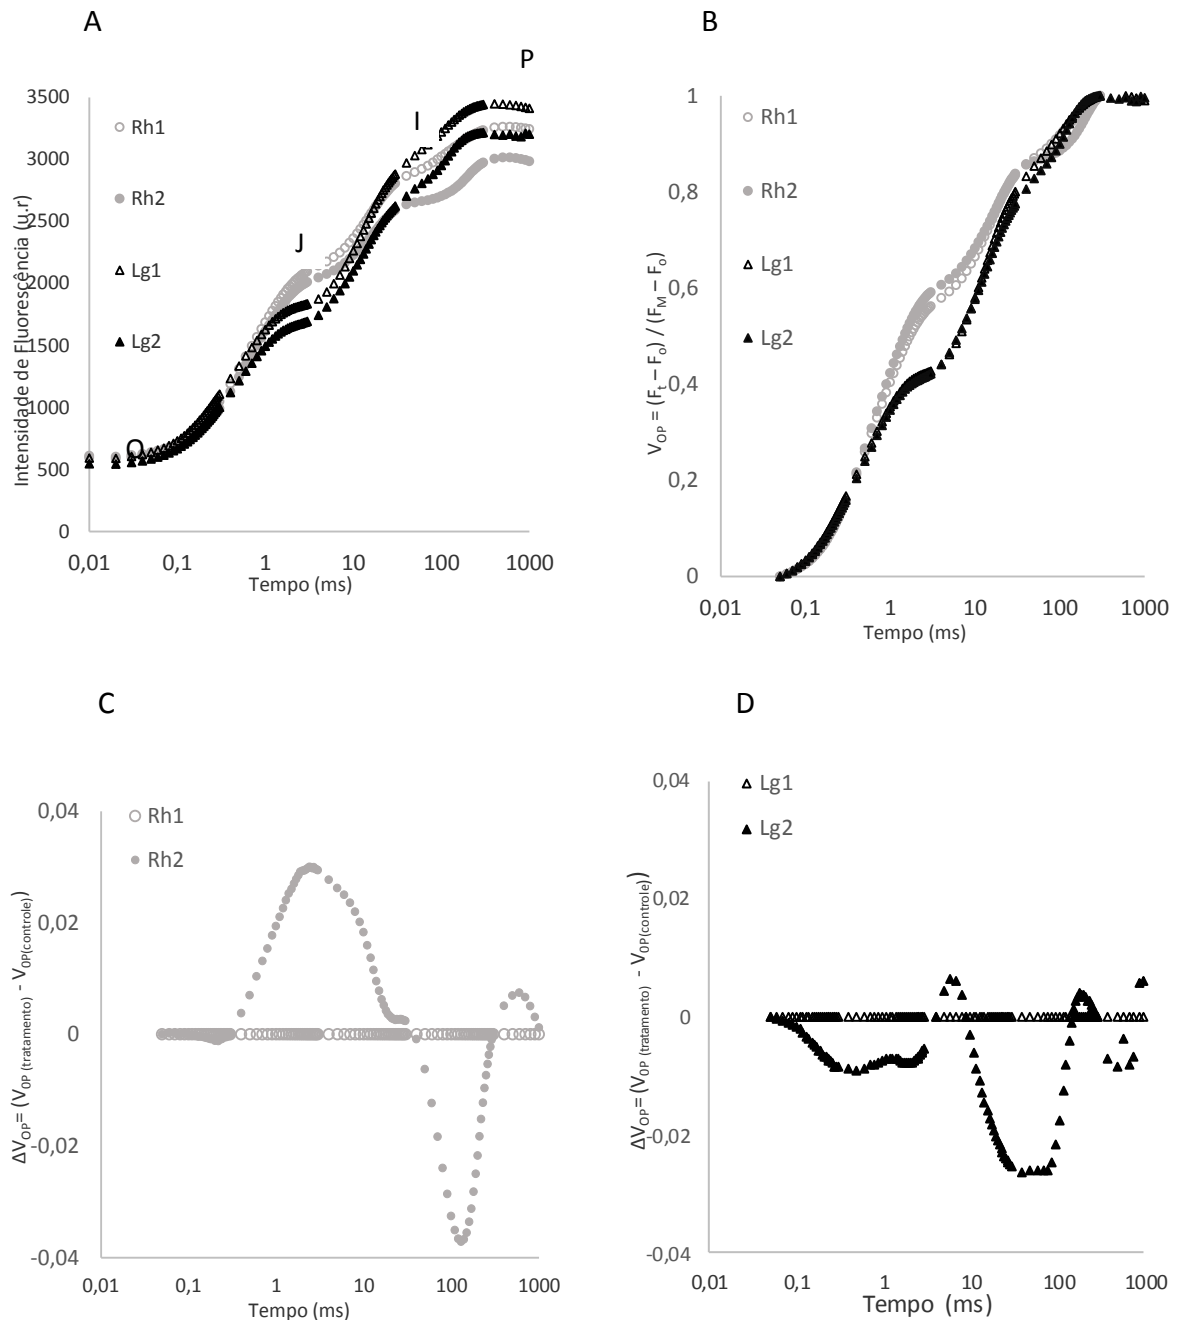 A
P
3500
3000
2500
2000
1500
1000
500
0
Intensidade de Fluorescência (u.r)
Rh1
Rh2
Lg1
Lg2
O
J
I
0,01 0,1 1 10 100 1000
Tempo (ms)
B
1
0,8
0,6
0,4
0,2
0
V_OP = (F_t – F_o) / (F_M – F_o)
Rh1
Rh2
Lg1
Lg2
0,01 0,1 1 10 100 1000
Tempo (ms)
C
0,04
0,02
0
-0,02
-0,04
ΔV_OP= (V_OP (tratamento) - V_OP(controle))
Rh1
Rh2
0,01 0,1 1 10 100 1000
Tempo (ms)
D
0,04
0,02
0
-0,02
-0,04
ΔV_OP= (V_OP (tratamento) - V_OP(controle))
Lg1
Lg2
0,01 0,1 1 10 100 1000
Tempo (ms)